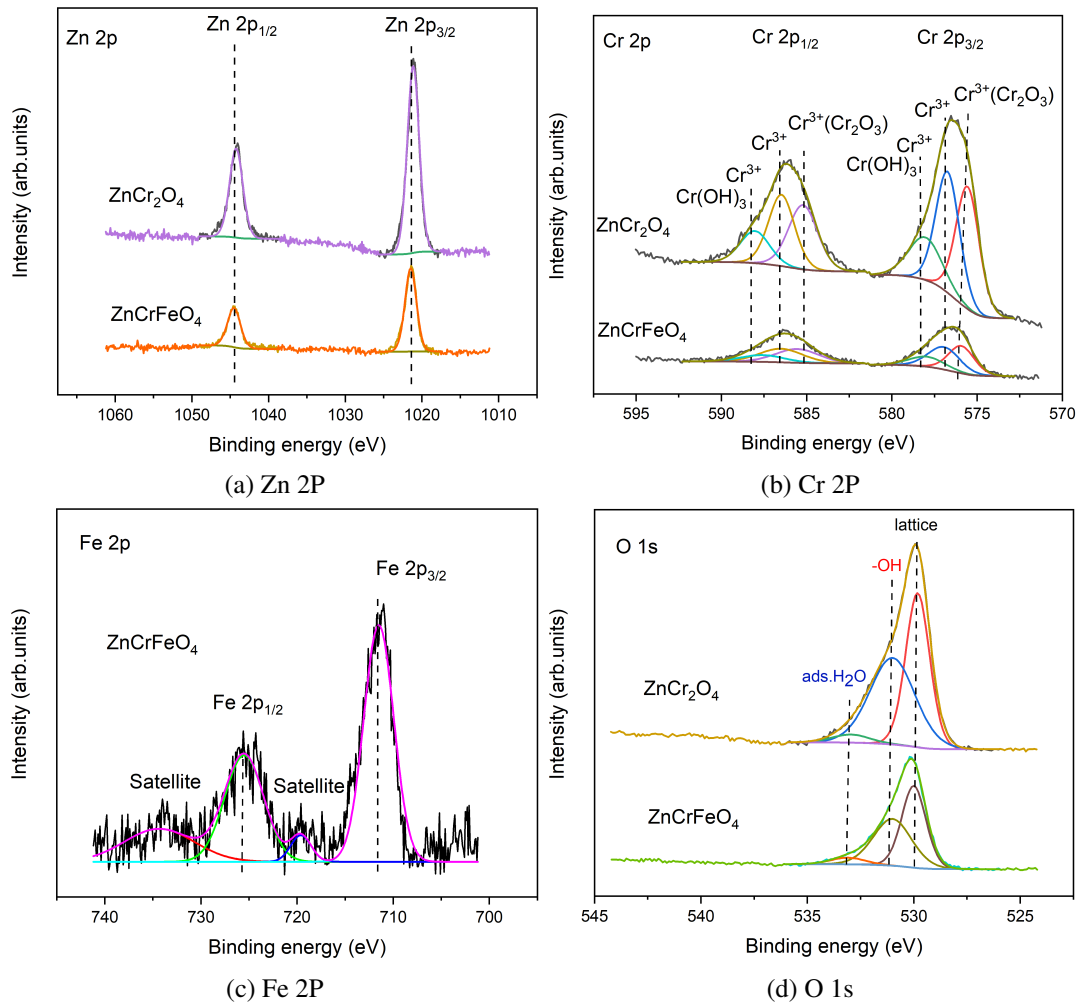 Zn 2p
Zn 2p1/2
Zn 2p3/2
ZnCr2O4
ZnCrFeO4
Intensity (arb.units)
1060 1050 1040 1030 1020 1010
Binding energy (eV)
(a) Zn 2P
Cr 2p
Cr 2p1/2
Cr 2p3/2
Cr3+
Cr3+(Cr2O3)
Cr3+
Cr3+(Cr2O3)
Cr3+
Cr(OH)3
Cr3+
Cr(OH)3
ZnCr2O4
ZnCrFeO4
Intensity (arb.units)
595 590 585 580 575 570
Binding energy (eV)
(b) Cr 2P
Fe 2p
Fe 2p3/2
ZnCrFeO4
Fe 2p1/2
Satellite
Satellite
Intensity (arb.units)
740 730 720 710 700
Binding energy (eV)
(c) Fe 2P
O 1s
lattice
-OH
ads.H2O
ZnCr2O4
ZnCrFeO4
Intensity (arb.units)
545 540 535 530 525
Binding energy (eV)
(d) O 1s